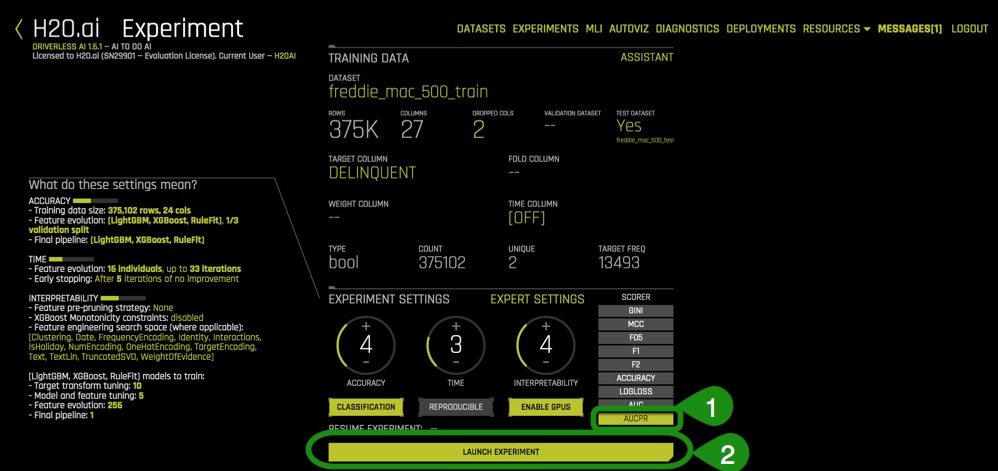 H2O.ai Experiment
DRIVERLESS AI 1.6.1 – AI TO DO AI
Licensed to H2O.ai (SN29901 – Evaluation License). Current User – H2OAI
DATASETS EXPERIMENTS MLI AUTOVIZ DIAGNOSTICS DEPLOYMENTS RESOURCES MESSAGES[1] LOGOUT
TRAINING DATA ASSISTANT
DATASET
freddie_mac_500_train
ROWS COLUMNS DROPPED COLS VALIDATION DATASET TEST DATASET
375K 27 2 -- Yes
freddie_mac_500_test
TARGET COLUMN FOLD COLUMN
DELINQUENT --
WEIGHT COLUMN TIME COLUMN
-- [OFF]
TYPE COUNT UNIQUE TARGET FREQ
bool 375102 2 13493
What do these settings mean?
ACCURACY
- Training data size: 375,102 rows, 24 cols
- Feature evolution: [LightGBM, XGBoost, RuleFit], 1/3
validation split
- Final pipeline: [LightGBM, XGBoost, RuleFit]
TIME
- Feature evolution: 16 individuals, up to 33 iterations
- Early stopping: After 5 iterations of no improvement
INTERPRETABILITY
- Feature pre-pruning strategy: None
- XGBoost Monotonicity constraints: disabled
- Feature engineering search space (where applicable):
[Clustering, Date, FrequencyEncoding, Identity, Interactions,
IsHoliday, NumEncoding, OneHotEncoding, TargetEncoding,
Text, TextLin, TruncatedSVD, WeightOfEvidence]
[LightGBM, XGBoost, RuleFit] models to train:
- Target transform tuning: 10
- Model and feature tuning: 5
- Feature evolution: 256
- Final pipeline: 1
EXPERIMENT SETTINGS EXPERT SETTINGS
+ + +
4 3 4
- - -
ACCURACY TIME INTERPRETABILITY
CLASSIFICATION REPRODUCIBLE ENABLE GPUS
SCORER
GINI
MCC
F05
F1
F2
ACCURACY
LOGLOSS
AUC
AUCPR
1
RESUME EXPERIMENT: --
LAUNCH EXPERIMENT
2